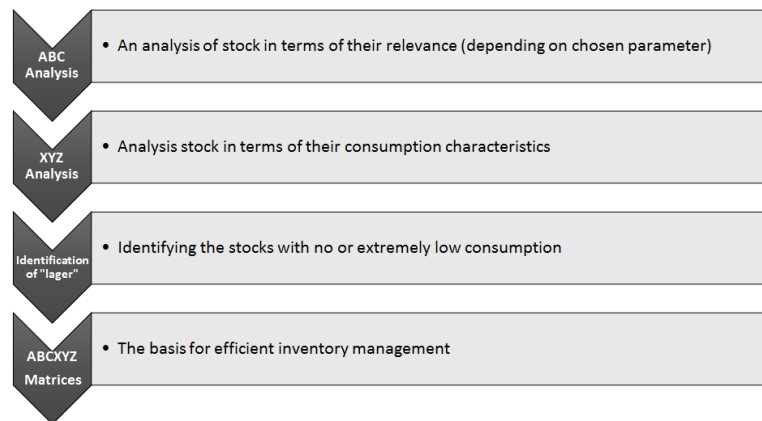 ABC
Analysis
• An analysis of stock in terms of their relevance (depending on chosen parameter)
XYZ
Analysis
• Analysis stock in terms of their consumption characteristics
Identification
of "lager"
• Identifying the stocks with no or extremely low consumption
ABCXYZ
Matrices
• The basis for efficient inventory management